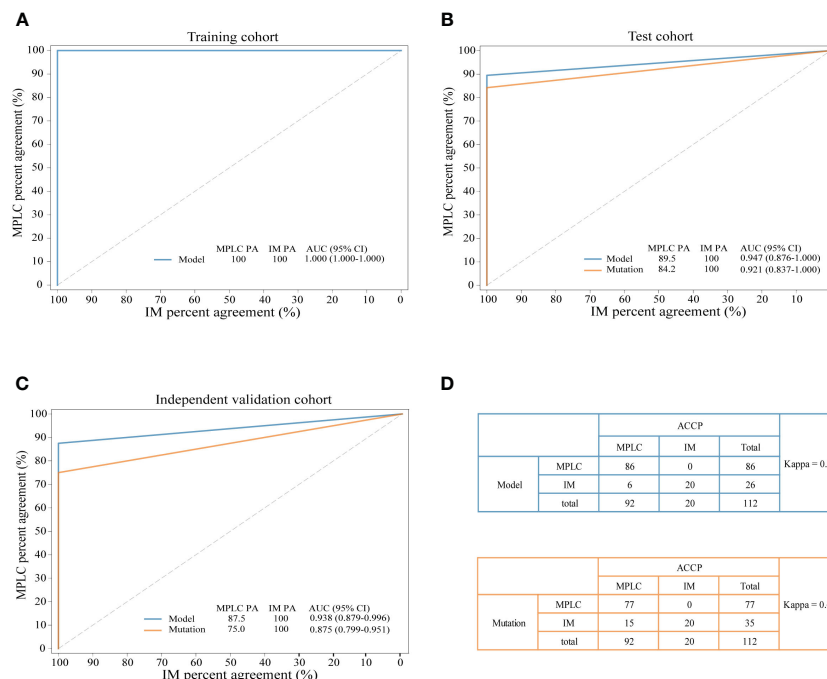 A
Training cohort
100
90
80
70
60
50
40
30
20
10
0
MPLC percent agreement (%)
MPLC PA IM PA AUC (95% CI)
Model 100 100 1.000 (1.000-1.000)
100 90 80 70 60 50 40 30 20 10 0
IM percent agreement (%)
B
Test cohort
100
90
80
70
60
50
40
30
20
10
0
MPLC percent agreement (%)
MPLC PA IM PA AUC (95% CI)
Model 89.5 100 0.947 (0.876-1.000)
Mutation 84.2 100 0.921 (0.837-1.000)
100 90 80 70 60 50 40 30 20 10
IM percent agreement (%)
C
Independent validation cohort
100
90
80
70
60
50
40
30
20
10
0
MPLC percent agreement (%)
MPLC PA IM PA AUC (95% CI)
Model 87.5 100 0.938 (0.879-0.996)
Mutation 75.0 100 0.875 (0.799-0.951)
100 90 80 70 60 50 40 30 20 10 0
IM percent agreement (%)
D
ACCP
MPLC IM Total
Model MPLC 86 0 86
IM 6 20 26
total 92 20 112
Kappa = 0.
ACCP
MPLC IM Total
Mutation MPLC 77 0 77
IM 15 20 35
total 92 20 112
Kappa = 0.